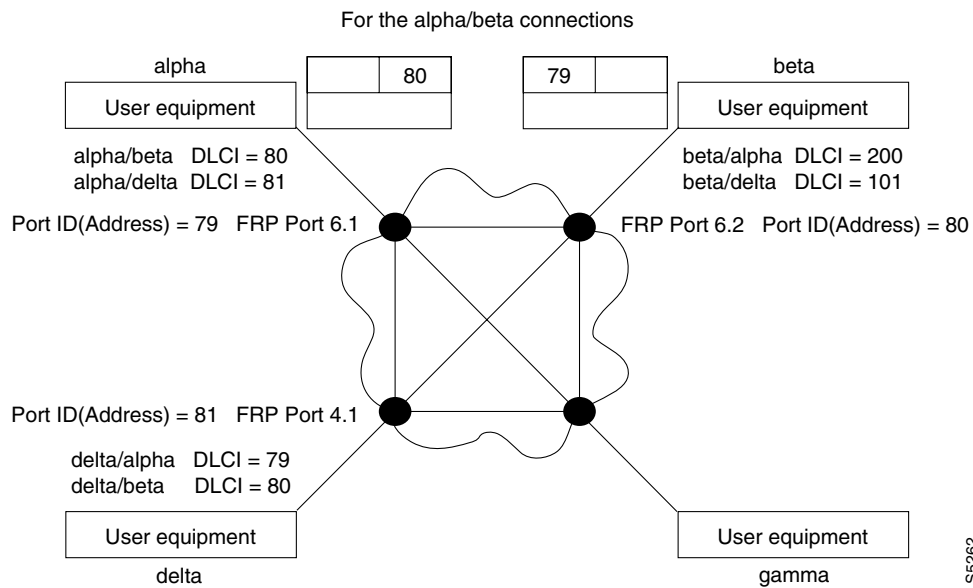 For the alpha/beta connections
alpha
80
79
beta
User equipment
User equipment
alpha/beta DLCI = 80
alpha/delta DLCI = 81
beta/alpha DLCI = 200
beta/delta DLCI = 101
Port ID(Address) = 79 FRP Port 6.1
FRP Port 6.2 Port ID(Address) = 80
Port ID(Address) = 81 FRP Port 4.1
delta/alpha DLCI = 79
delta/beta DLCI = 80
User equipment
User equipment
delta
gamma
S5262